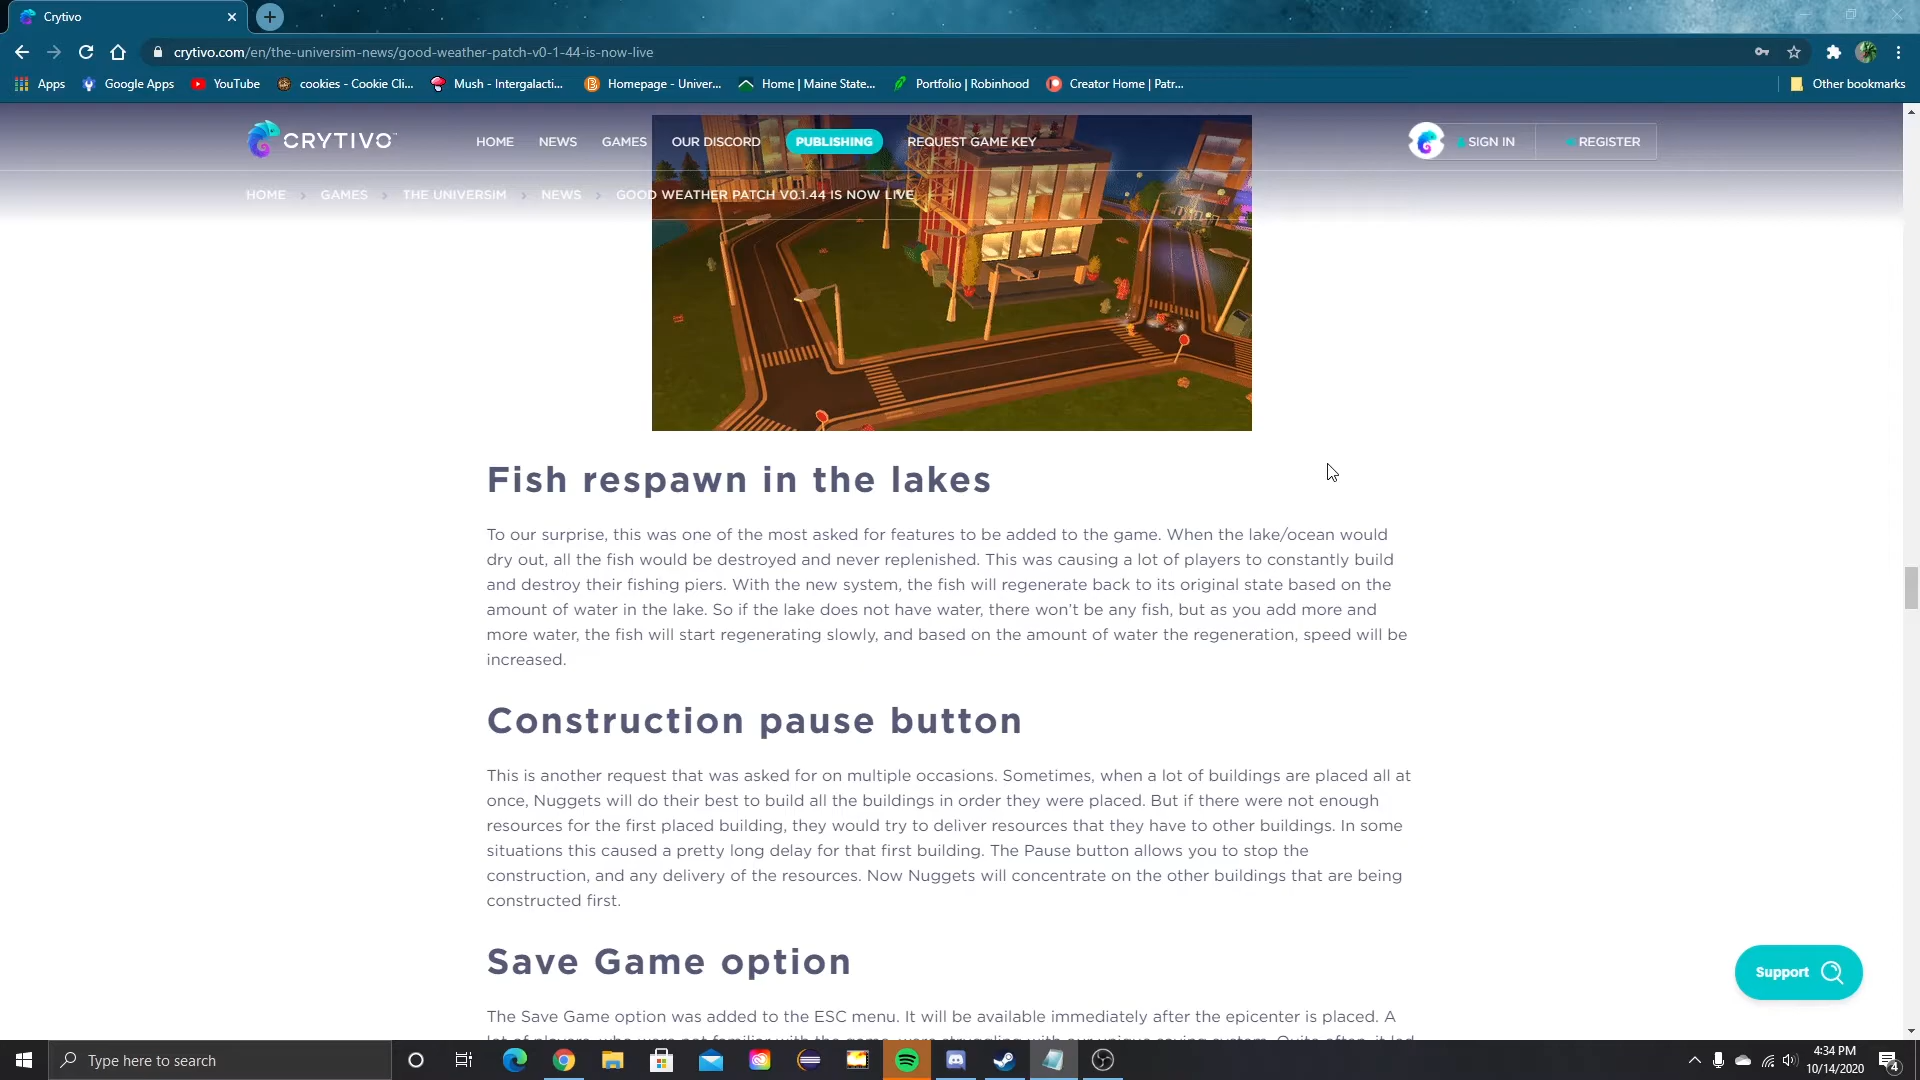 Crytivo
crytivo.com/en/the-universim-news/good-weather-patch-v0-1-44-is-now-live
Apps
Google Apps
YouTube
cookies - Cookie Cli...
Mush - Intergalacti...
Homepage - Univer...
Home | Maine State...
Portfolio | Robinhood
Creator Home | Patr...
Other bookmarks
CRYTIVO
HOME
NEWS
GAMES
OUR DISCORD
PUBLISHING
REQUEST GAME KEY
SIGN IN
REGISTER
HOME
GAMES
THE UNIVERSIM
NEWS
GOOD WEATHER PATCH V0.1.44 IS NOW LIVE
Fish respawn in the lakes
To our surprise, this was one of the most asked for features to be added to the game. When the lake/ocean would
dry out, all the fish would be destroyed and never replenished. This was causing a lot of players to constantly build
and destroy their fishing piers. With the new system, the fish will regenerate back to its original state based on the
amount of water in the lake. So if the lake does not have water, there won't be any fish, but as you add more and
more water, the fish will start regenerating slowly, and based on the amount of water the regeneration, speed will be
increased.
Construction pause button
This is another request that was asked for on multiple occasions. Sometimes, when a lot of buildings are placed all at
once, Nuggets will do their best to build all the buildings in order they were placed. But if there were not enough
resources for the first placed building, they would try to deliver resources that they have to other buildings. In some
situations this caused a pretty long delay for that first building. The Pause button allows you to stop the
construction, and any delivery of the resources. Now Nuggets will concentrate on the other buildings that are being
constructed first.
Save Game option
The Save Game option was added to the ESC menu. It will be available immediately after the epicenter is placed. A
Support
Type here to search
4:34 PM
10/14/2020
4